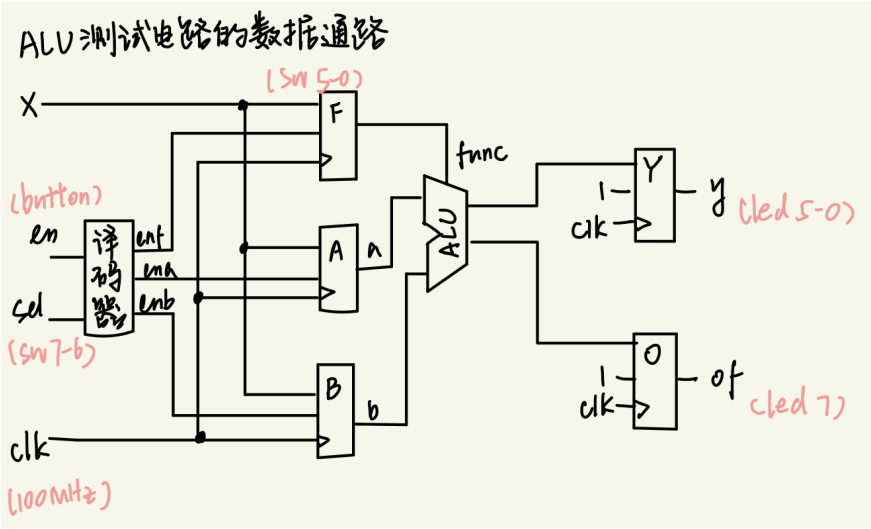 ALU测试电路的数据通路
(sw 5-0)
X
F
func
(button)
en
译码器
enf
ena
enb
sel
(sw7-6)
A
a
ALU
B
b
clk
(100MHz)
1
clk
Y
y
(led 5-0)
1
clk
O
of
(led 7)